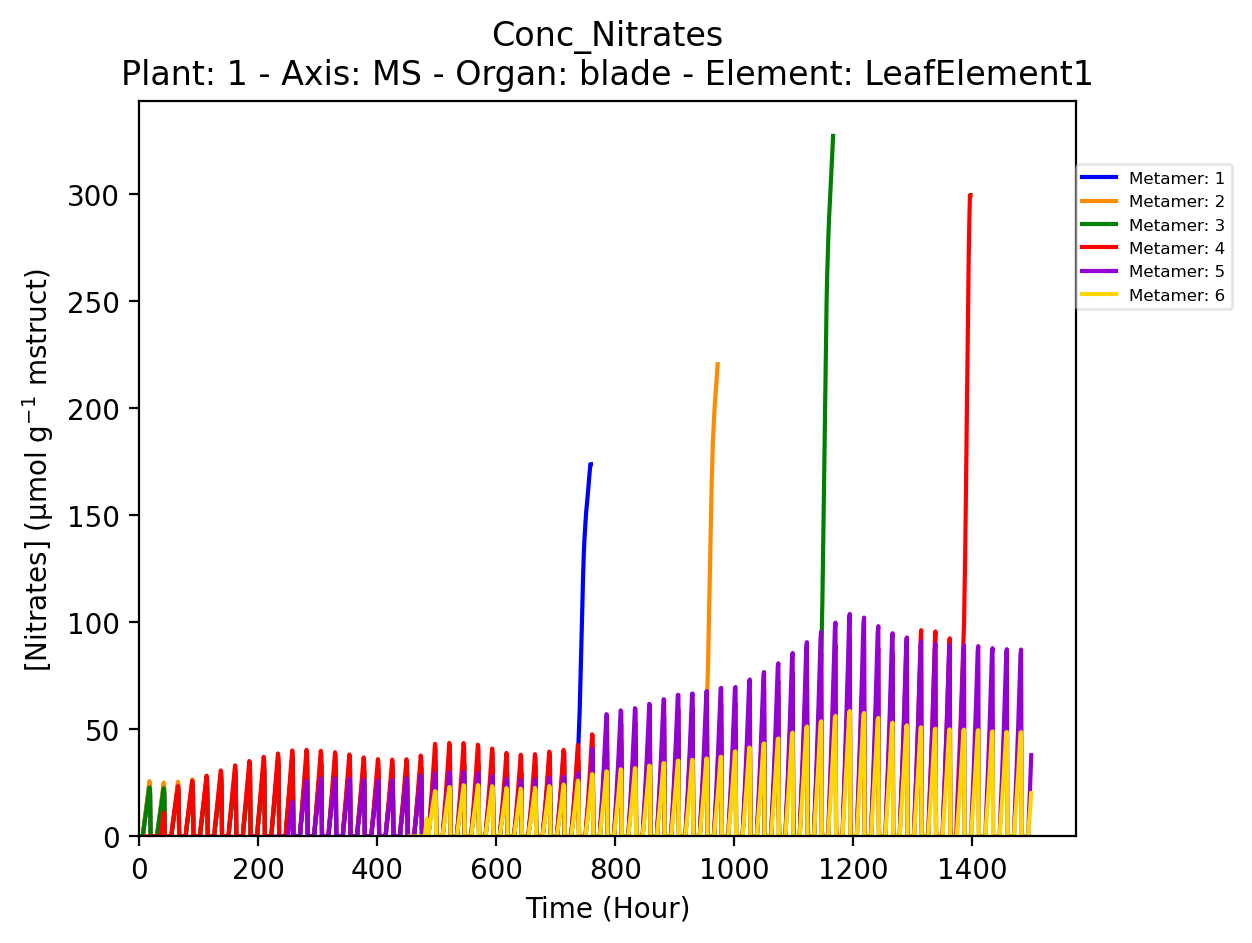 Conc_Nitrates
Plant: 1 - Axis: MS - Organ: blade - Element: LeafElement1
[Nitrates] (µmol g⁻¹ mstruct)
300
250
200
150
100
50
0
0 200 400 600 800 1000 1200 1400
Time (Hour)
Metamer: 1
Metamer: 2
Metamer: 3
Metamer: 4
Metamer: 5
Metamer: 6